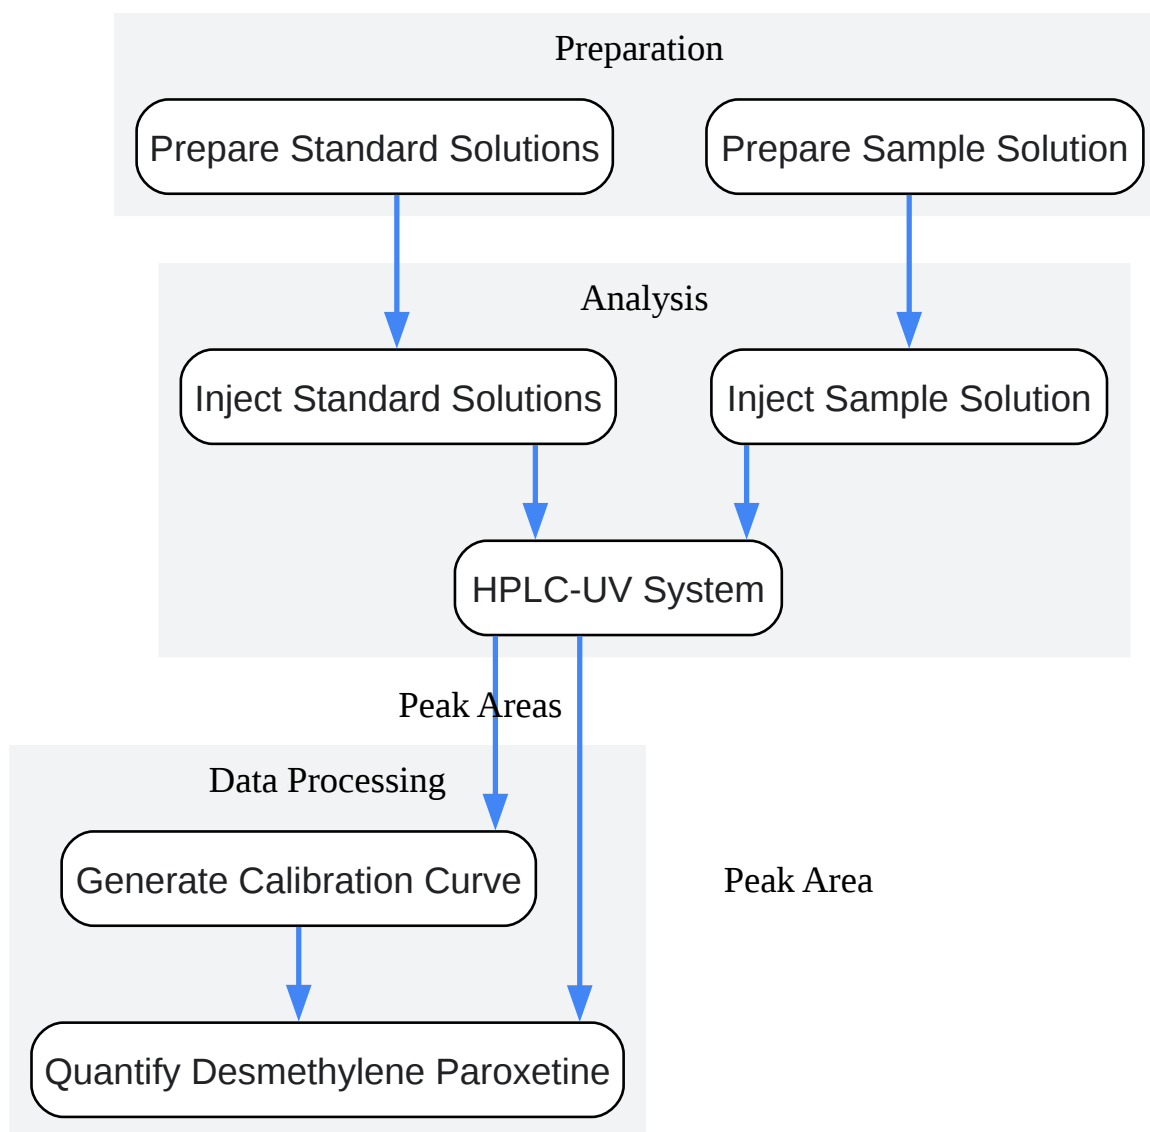 Preparation
Prepare Standard Solutions
Prepare Sample Solution
Analysis
Inject Standard Solutions
Inject Sample Solution
HPLC-UV System
Peak Areas
Data Processing
Generate Calibration Curve
Peak Area
Quantify Desmethylene Paroxetine